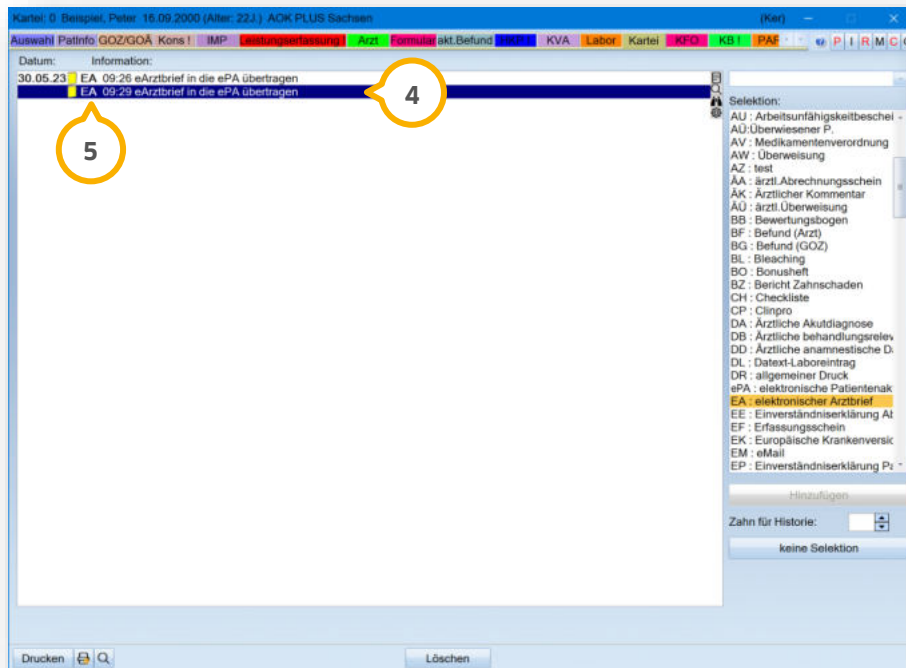 Kartei: 0 Beispiel, Peter 16.09.2000 (Alter: 22J.) AOK PLUS Sachsen (Ker)
Auswahl PatInfo GOZ/GOÄ Kons ! IMP Leistungserfassung ! Arzt Formular akt.Befund KVA Labor Kartei KFO KB ! PAR P I R M C
Datum: Information:
30.05.23 EA 09:26 eArztbrief in die ePA übertragen
EA 09:29 eArztbrief in die ePA übertragen
4
5
Selektion:
AU : Arbeitsunfähigskeitbeschei
AÜ:Überwiesener P.
AV : Medikamentenverordnung
AW : Überweisung
AZ : test
ÄA : ärztl.Abrechnungsschein
ÄK : Ärztlicher Kommentar
ÄÜ : ärztl.Überweisung
BB : Bewertungsbogen
BF : Befund (Arzt)
BG : Befund (GOZ)
BL : Bleaching
BO : Bonusheft
BZ : Bericht Zahnschaden
CH : Checkliste
CP : Clinpro
DA : Ärztliche Akutdiagnose
DB : Ärztliche behandlungsrelev
DD : Ärztliche anamnestische D
DL : Datext-Laboreintrag
DR : allgemeiner Druck
ePA : elektronische Patientenak
EA : elektronischer Arztbrief
EE : Einverständniserklärung Al
EF : Erfassungsschein
EK : Europäische Krankenversic
EM : eMail
EP : Einverständniserklärung Pa
Hinzufügen
Zahn für Historie:
keine Selektion
Drucken Löschen